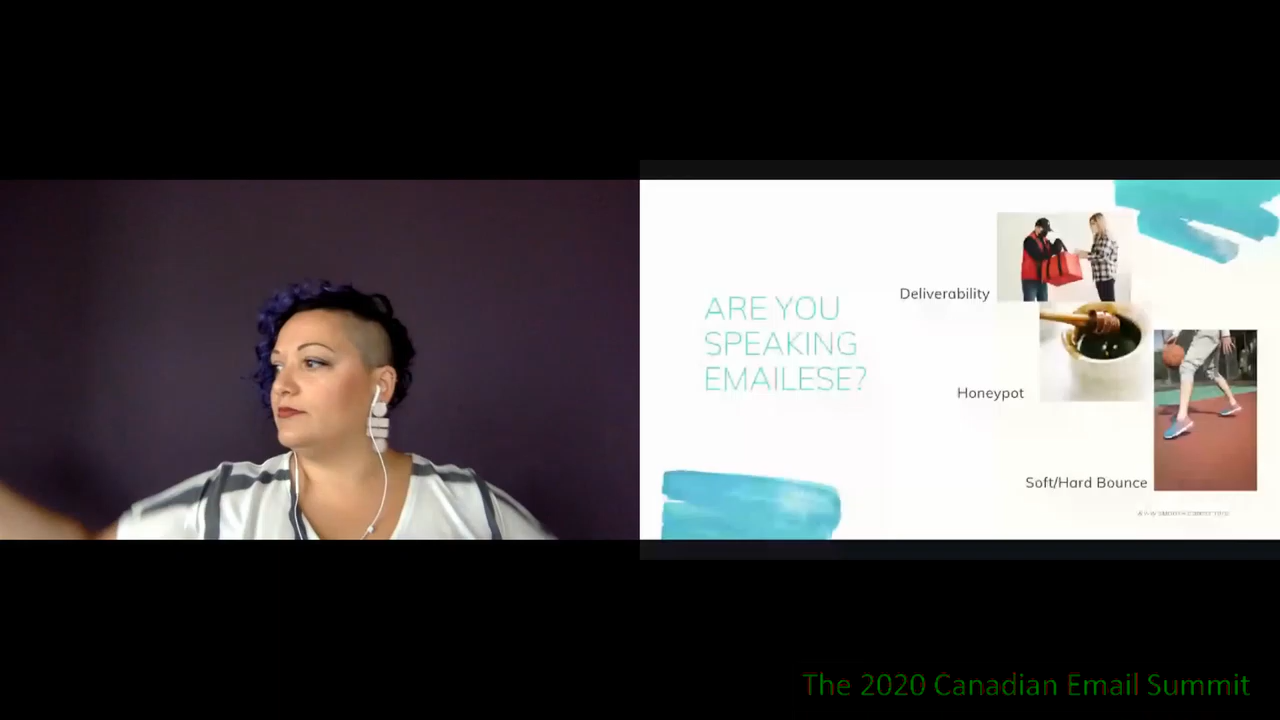 ARE YOU
SPEAKING
EMAILESE?
Deliverability
Honeypot
Soft/Hard Bounce
The 2020 Canadian Email Summit